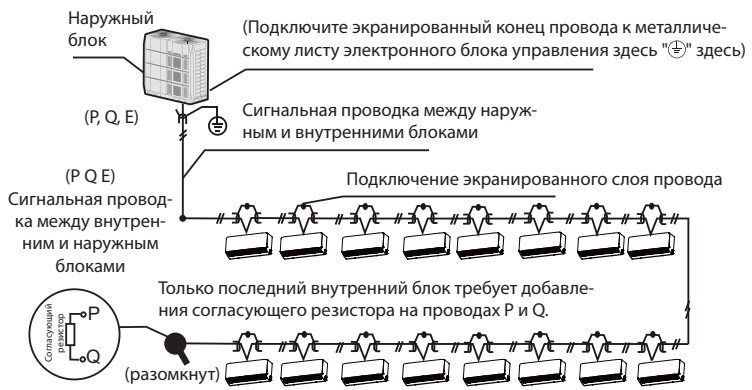 Наружный
блок
(Подключите экранированный конец провода к металличе-
скому листу электронного блока управления здесь "⏚" здесь)
(P, Q, E)
Сигнальная проводка между наруж-
ным и внутренними блоками
(P Q E)
Сигнальная провод-
ка между внутрен-
ним и наружным
блоками
Подключение экранированного слоя провода
Только последний внутренний блок требует добавле-
ния согласующего резистора на проводах P и Q.
Согласующий
резистор
P
Q
(разомкнут)